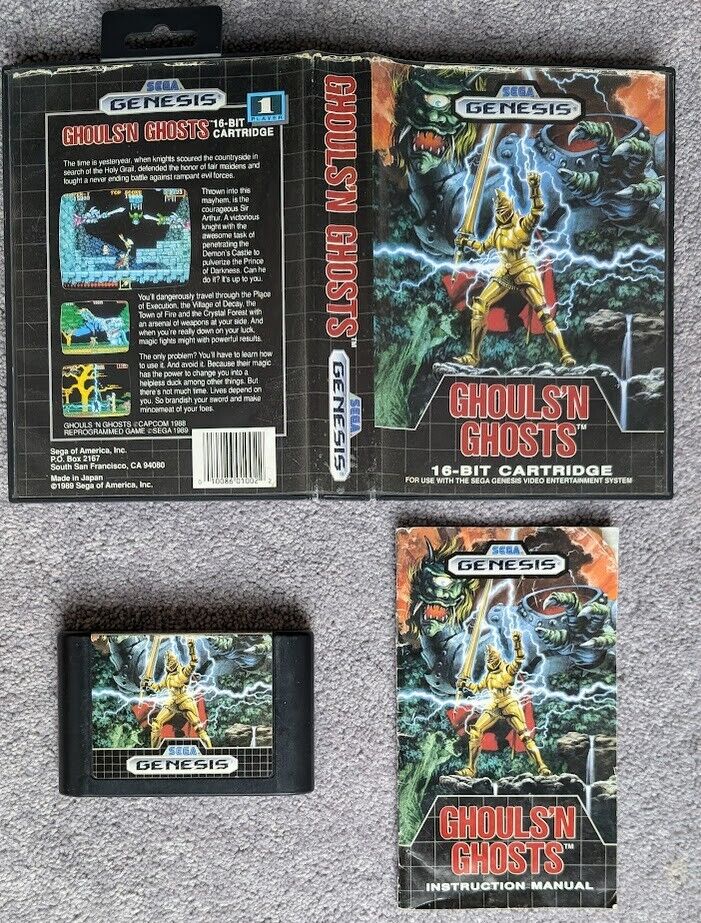 SEGA
GENESIS
1
PLAYER
GHOULS'N GHOSTS™ 16-BIT
CARTRIDGE
The time is yesteryear, when knights scoured the countryside in
search of the Holy Grail, defended the honor of fair maidens and
fought a never ending battle against rampant evil forces.
TOP SCORE
Thrown into this
mayhem, is the
courageous Sir
Arthur. A victorious
knight with the
awesome task of
penetrating the
Demon's Castle to
pulverize the Prince
of Darkness. Can he
do it? It's up to you.
You'll dangerously travel through the Place
of Execution, the Village of Decay, the
Town of Fire and the Crystal Forest with
an arsenal of weapons at your side. And
when you're really down on your luck,
magic fights might with powerful results.
The only problem? You'll have to learn how
to use it. And avoid it. Because their magic
has the power to change you into a
helpless duck among other things. But
there's not much time. Lives depend on
you. So brandish your sword and make
mincemeat of your foes.
GHOULS 'N GHOSTS ©CAPCOM 1988
REPROGRAMMED GAME ©SEGA 1989
Sega of America, Inc.
P.O. Box 2167
South San Francisco, CA 94080
Made in Japan
©1989 Sega of America, Inc.
0 10086 01002 2
GHOULS'N GHOSTS™
SEGA
GENESIS
SEGA
GENESIS
GHOULS'N
GHOSTS™
16-BIT CARTRIDGE
FOR USE WITH THE SEGA GENESIS VIDEO ENTERTAINMENT SYSTEM
SEGA
GENESIS
SEGA
GENESIS
GHOULS'N
GHOSTS™
INSTRUCTION MANUAL